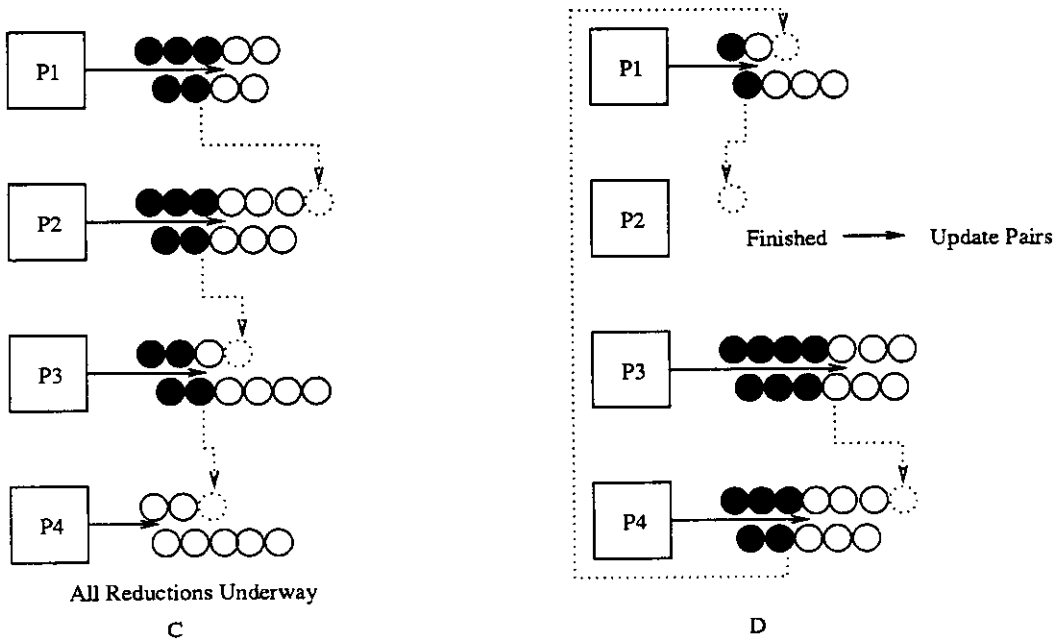 P1
P2
P3
P4
All Reductions Underway
C
P1
P2
Finished Update Pairs
P3
P4
D